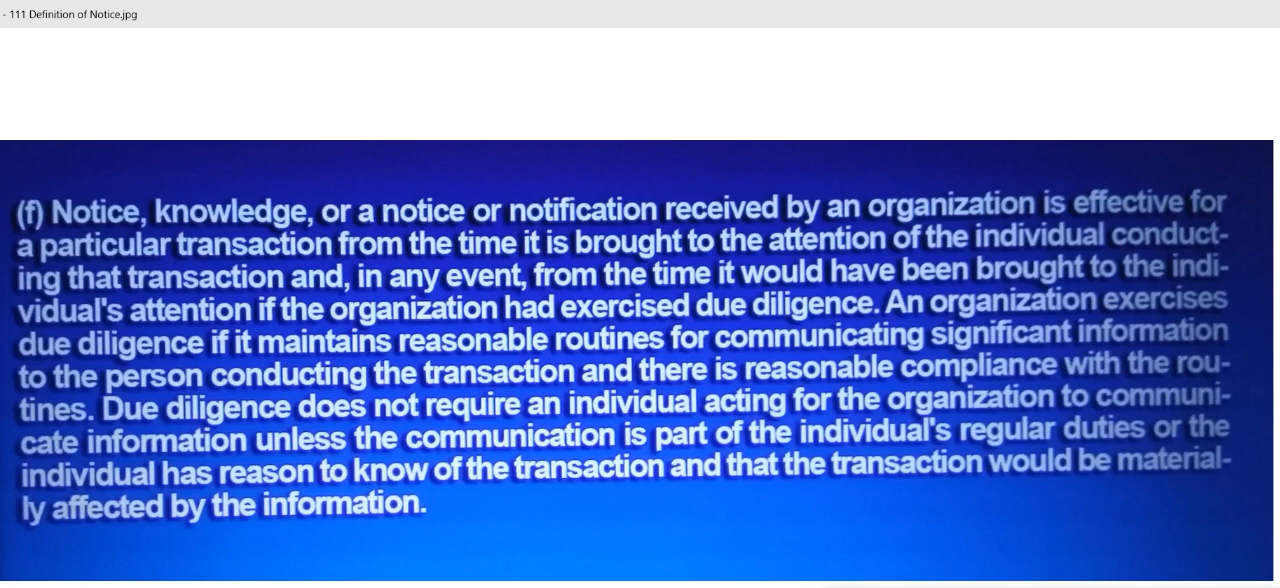 - 111 Definition of Notice.jpg
(f) Notice, knowledge, or a notice or notification received by an organization is effective for
a particular transaction from the time it is brought to the attention of the individual conduct-
ing that transaction and, in any event, from the time it would have been brought to the indi-
vidual's attention if the organization had exercised due diligence. An organization exercises
due diligence if it maintains reasonable routines for communicating significant information
to the person conducting the transaction and there is reasonable compliance with the rou-
tines. Due diligence does not require an individual acting for the organization to communi-
cate information unless the communication is part of the individual's regular duties or the
individual has reason to know of the transaction and that the transaction would be material-
ly affected by the information.